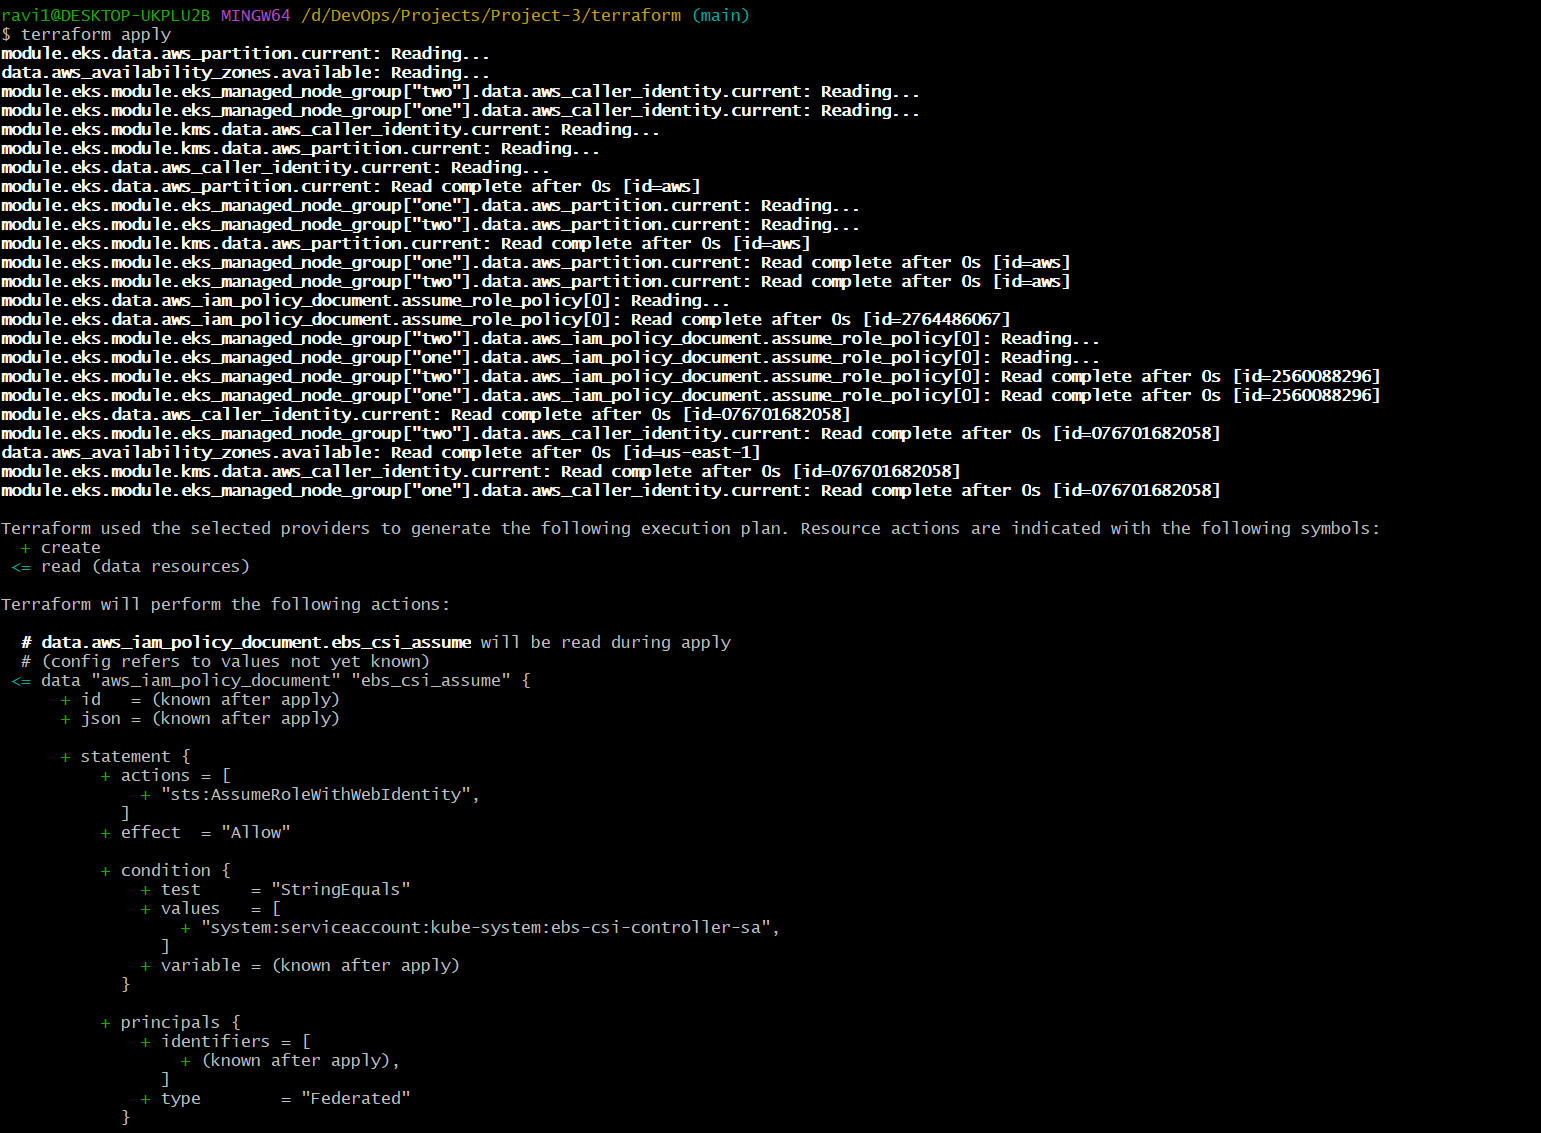 ravi1@DESKTOP-UKPLU2B MINGW64 /d/DevOps/Projects/Project-3/terraform (main)
$ terraform apply
module.eks.data.aws_partition.current: Reading...
data.aws_availability_zones.available: Reading...
module.eks.module.eks_managed_node_group["two"].data.aws_caller_identity.current: Reading...
module.eks.module.eks_managed_node_group["one"].data.aws_caller_identity.current: Reading...
module.eks.module.kms.data.aws_caller_identity.current: Reading...
module.eks.module.kms.data.aws_partition.current: Reading...
module.eks.data.aws_caller_identity.current: Reading...
module.eks.data.aws_partition.current: Read complete after 0s [id=aws]
module.eks.module.eks_managed_node_group["one"].data.aws_partition.current: Reading...
module.eks.module.eks_managed_node_group["two"].data.aws_partition.current: Reading...
module.eks.module.kms.data.aws_partition.current: Read complete after 0s [id=aws]
module.eks.module.eks_managed_node_group["one"].data.aws_partition.current: Read complete after 0s [id=aws]
module.eks.module.eks_managed_node_group["two"].data.aws_partition.current: Read complete after 0s [id=aws]
module.eks.data.aws_iam_policy_document.assume_role_policy[0]: Reading...
module.eks.data.aws_iam_policy_document.assume_role_policy[0]: Read complete after 0s [id=2764486067]
module.eks.module.eks_managed_node_group["two"].data.aws_iam_policy_document.assume_role_policy[0]: Reading...
module.eks.module.eks_managed_node_group["one"].data.aws_iam_policy_document.assume_role_policy[0]: Reading...
module.eks.module.eks_managed_node_group["two"].data.aws_iam_policy_document.assume_role_policy[0]: Read complete after 0s [id=2560088296]
module.eks.module.eks_managed_node_group["one"].data.aws_iam_policy_document.assume_role_policy[0]: Read complete after 0s [id=2560088296]
module.eks.data.aws_caller_identity.current: Read complete after 0s [id=076701682058]
module.eks.module.eks_managed_node_group["two"].data.aws_caller_identity.current: Read complete after 0s [id=076701682058]
data.aws_availability_zones.available: Read complete after 0s [id=us-east-1]
module.eks.module.kms.data.aws_caller_identity.current: Read complete after 0s [id=076701682058]
module.eks.module.eks_managed_node_group["one"].data.aws_caller_identity.current: Read complete after 0s [id=076701682058]

Terraform used the selected providers to generate the following execution plan. Resource actions are indicated with the following symbols:
  + create
 <= read (data resources)

Terraform will perform the following actions:

  # data.aws_iam_policy_document.ebs_csi_assume will be read during apply
  # (config refers to values not yet known)
 <= data "aws_iam_policy_document" "ebs_csi_assume" {
      + id   = (known after apply)
      + json = (known after apply)

      + statement {
          + actions = [
              + "sts:AssumeRoleWithWebIdentity",
            ]
          + effect  = "Allow"

          + condition {
              + test     = "StringEquals"
              + values   = [
                  + "system:serviceaccount:kube-system:ebs-csi-controller-sa",
                ]
              + variable = (known after apply)
            }

          + principals {
              + identifiers = [
                  + (known after apply),
                ]
              + type        = "Federated"
            }